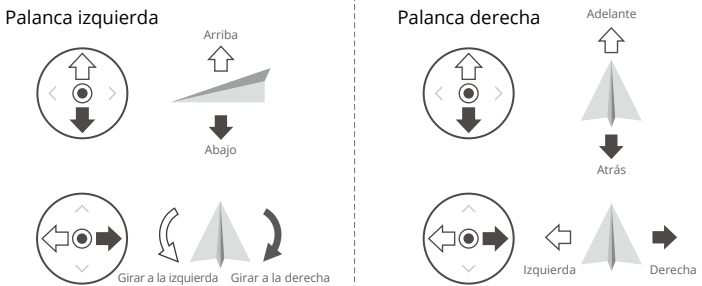 Palanca izquierda
Arriba
Abajo
Girar a la izquierda
Girar a la derecha
Palanca derecha
Adelante
Atrás
Izquierda
Derecha